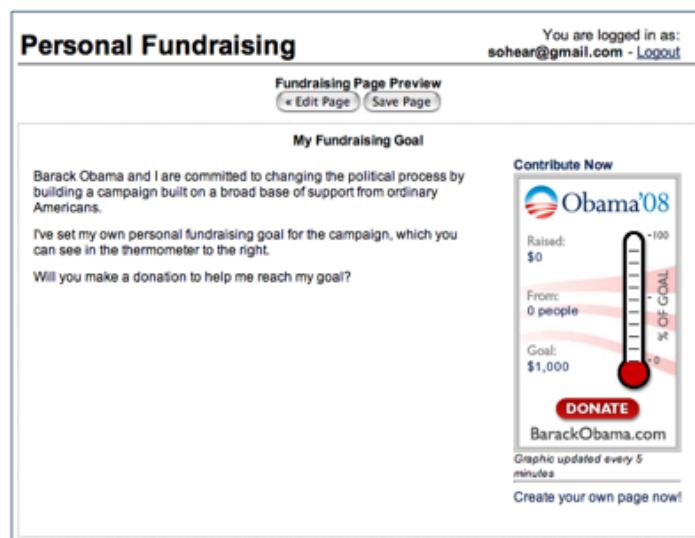 Personal Fundraising
You are logged in as:
sohear@gmail.com - Logout
Fundraising Page Preview
« Edit Page
Save Page
My Fundraising Goal
Barack Obama and I are committed to changing the political process by
building a campaign built on a broad base of support from ordinary
Americans.
I've set my own personal fundraising goal for the campaign, which you
can see in the thermometer to the right.
Will you make a donation to help me reach my goal?
Contribute Now
Obama'08
Raised:
$0
From:
0 people
Goal:
$1,000
-100
% OF GOAL
-0
DONATE
BarackObama.com
Graphic updated every 5
minutes
Create your own page now!